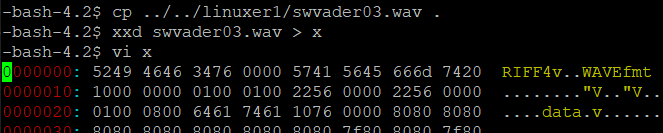 -bash-4.2$ cp ../../linuxer1/swvader03.wav .
-bash-4.2$ xxd swvader03.wav > x
-bash-4.2$ vi x
0000000: 5249 4646 3476 0000 5741 5645 666d 7420  RIFF4v..WAVEfmt
0000010: 1000 0000 0100 0100 2256 0000 2256 0000  ........"V.."V..
0000020: 0100 0800 6461 7461 1076 0000 8080 8080  ....data.v......
0000030: 8080 8080 8080 8080 8080 7f80 8080 7f80